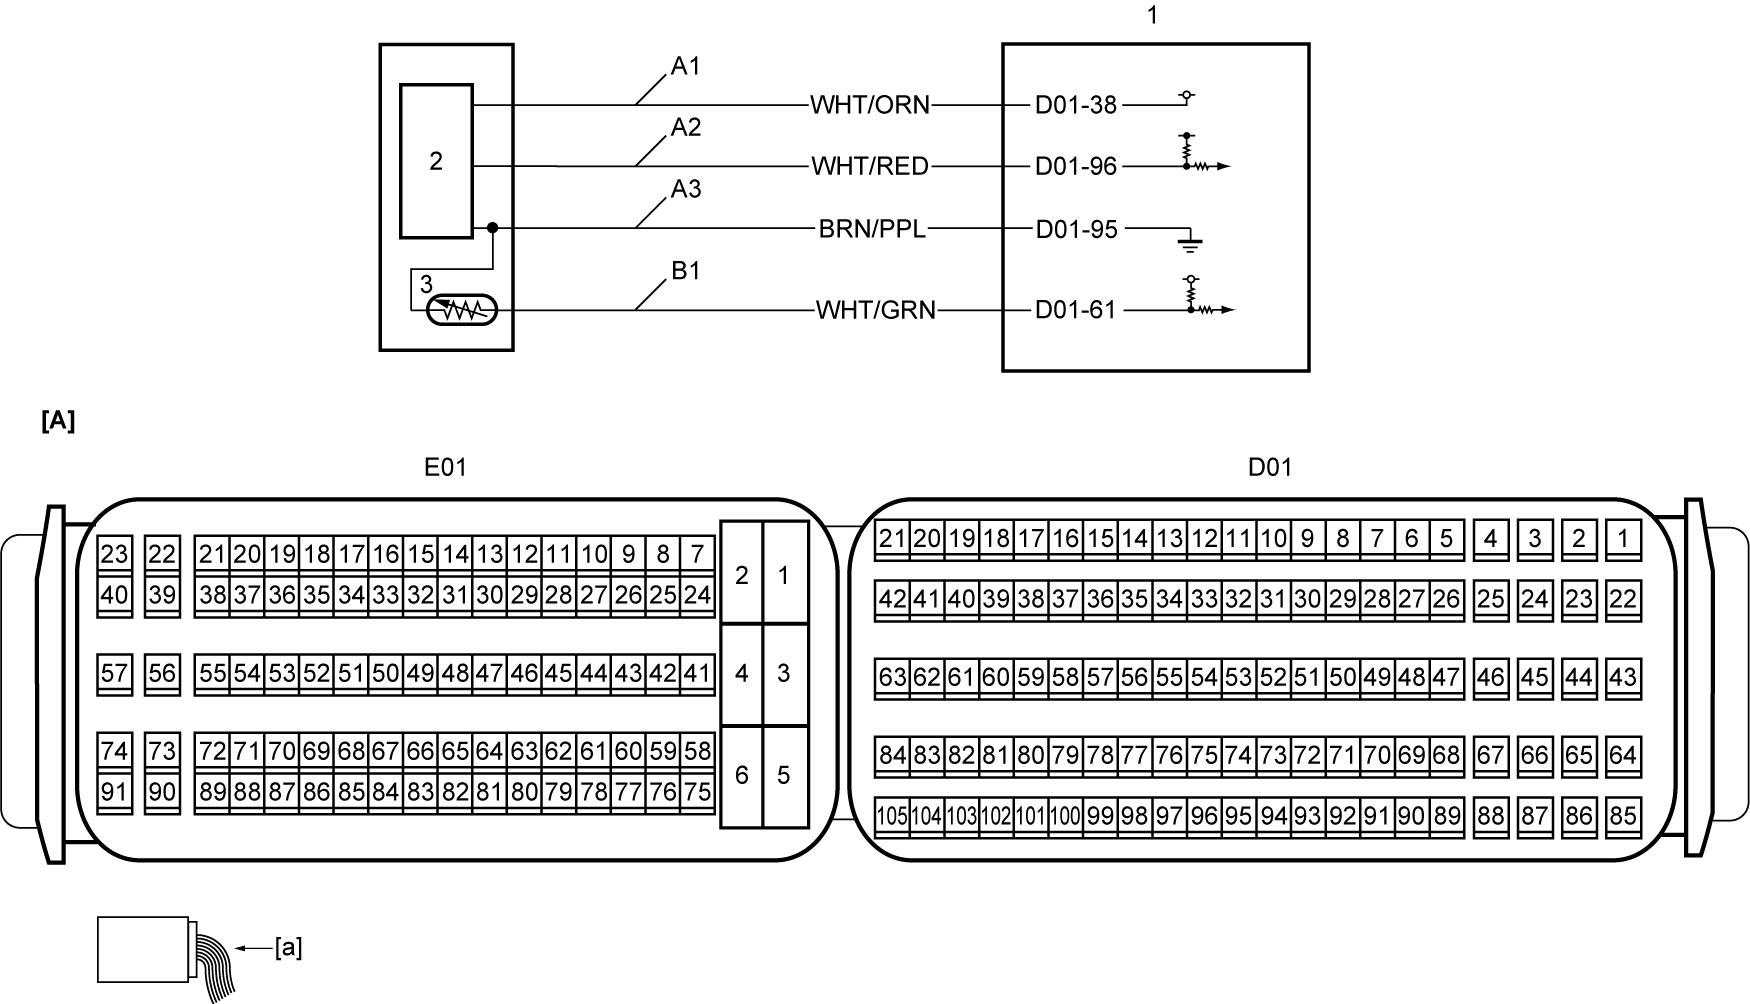 1
A1
WHT/ORN D01-38
A2
2 WHT/RED D01-96
A3
BRN/PPL D01-95
B1
3
WHT/GRN D01-61
[A]
E01 D01
23 22 21 20 19 18 17 16 15 14 13 12 11 10 9 8 7
40 39 38 37 36 35 34 33 32 31 30 29 28 27 26 25 24
2 1
57 56 55 54 53 52 51 50 49 48 47 46 45 44 43 42 41
4 3
74 73 72 71 70 69 68 67 66 65 64 63 62 61 60 59 58
91 90 89 88 87 86 85 84 83 82 81 80 79 78 77 76 75
6 5
21 20 19 18 17 16 15 14 13 12 11 10 9 8 7 6 5 4 3 2 1
42 41 40 39 38 37 36 35 34 33 32 31 30 29 28 27 26 25 24 23 22
63 62 61 60 59 58 57 56 55 54 53 52 51 50 49 48 47 46 45 44 43
84 83 82 81 80 79 78 77 76 75 74 73 72 71 70 69 68 67 66 65 64
105 104 103 102 101 100 99 98 97 96 95 94 93 92 91 90 89 88 87 86 85
[a]